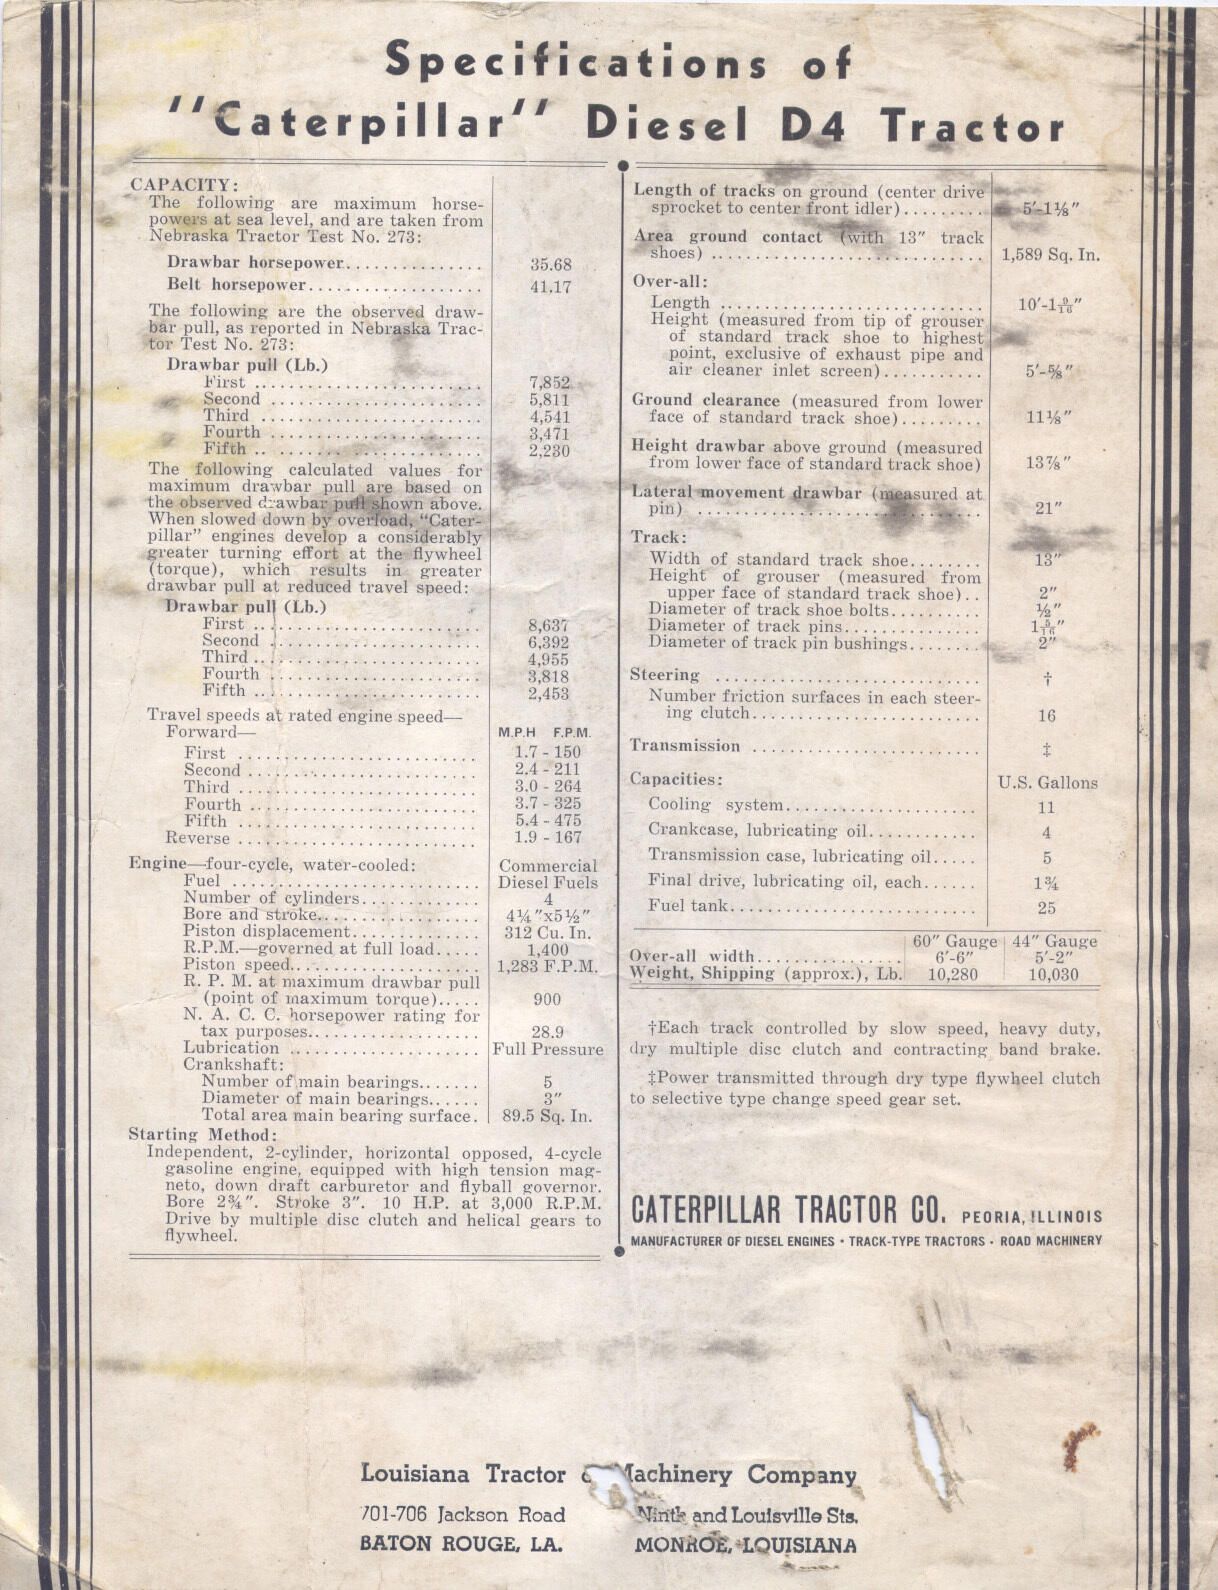 Specifications of
"Caterpillar" Diesel D4 Tractor
CAPACITY:
The following are maximum horse-
powers at sea level, and are taken from
Nebraska Tractor Test No. 273:
Drawbar horsepower................ 35.68
Belt horsepower.................... 41.17
The following are the observed draw-
bar pull, as reported in Nebraska Trac-
tor Test No. 273:
Drawbar pull (Lb.)
First .......................... 7,852
Second ........................ 5,811
Third ......................... 4,541
Fourth ........................ 3,471
Fifth .. ....................... 2,230
The following calculated values for
maximum drawbar pull are based on
the observed drawbar pull shown above.
When slowed down by overload, "Cater-
pillar" engines develop a considerably
greater turning effort at the flywheel
(torque), which results in greater
drawbar pull at reduced travel speed:
Drawbar pull (Lb.)
First .......................... 8,637
Second ........................ 6,392
Third .......................... 4,955
Fourth ........................ 3,818
Fifth .......................... 2,453
Travel speeds at rated engine speed—
Forward— M.P.H F.P.M.
First ........................... 1.7 - 150
Second .......................... 2.4 - 211
Third ........................... 3.0 - 264
Fourth .......................... 3.7 - 325
Fifth ........................... 5.4 - 475
Reverse ........................... 1.9 - 167
Engine—four-cycle, water-cooled: Commercial
Fuel ............................ Diesel Fuels
Number of cylinders............. 4
Bore and stroke.................. 4¼"x5½"
Piston displacement.............. 312 Cu. In.
R.P.M.—governed at full load..... 1,400
Piston speed..................... 1,283 F.P.M.
R. P. M. at maximum drawbar pull
(point of maximum torque)..... 900
N. A. C. C. horsepower rating for
tax purposes................... 28.9
Lubrication ..................... Full Pressure
Crankshaft:
Number of main bearings....... 5
Diameter of main bearings...... 3"
Total area main bearing surface. 89.5 Sq. In.
Starting Method:
Independent, 2-cylinder, horizontal opposed, 4-cycle
gasoline engine, equipped with high tension mag-
neto, down draft carburetor and flyball governor.
Bore 2¾". Stroke 3". 10 H.P. at 3,000 R.P.M.
Drive by multiple disc clutch and helical gears to
flywheel.
Length of tracks on ground (center drive
sprocket to center front idler)......... 5'-1⅛"
Area ground contact (with 13" track
shoes) ............................... 1,589 Sq. In.
Over-all:
Length .............................. 10'-1 9/16"
Height (measured from tip of grouser
of standard track shoe to highest
point, exclusive of exhaust pipe and
air cleaner inlet screen)........... 5'-⅝"
Ground clearance (measured from lower
face of standard track shoe)......... 11⅛"
Height drawbar above ground (measured
from lower face of standard track shoe) 13⅞"
Lateral movement drawbar (measured at
pin) ................................ 21"
Track:
Width of standard track shoe........ 13"
Height of grouser (measured from
upper face of standard track shoe).. 2"
Diameter of track shoe bolts.......... ½"
Diameter of track pins............... 1 5/16"
Diameter of track pin bushings........ 2"
Steering .............................. †
Number friction surfaces in each steer-
ing clutch.......................... 16
Transmission .......................... ‡
Capacities: U.S. Gallons
Cooling system...................... 11
Crankcase, lubricating oil............ 4
Transmission case, lubricating oil..... 5
Final drive, lubricating oil, each...... 1¾
Fuel tank............................ 25
60" Gauge 44" Gauge
Over-all width................. 6'-6" 5'-2"
Weight, Shipping (approx.), Lb. 10,280 10,030
†Each track controlled by slow speed, heavy duty,
dry multiple disc clutch and contracting band brake.
‡Power transmitted through dry type flywheel clutch
to selective type change speed gear set.
CATERPILLAR TRACTOR CO. PEORIA, ILLINOIS
MANUFACTURER OF DIESEL ENGINES • TRACK-TYPE TRACTORS • ROAD MACHINERY
Louisiana Tractor Machinery Company
701-706 Jackson Road Ninth and Louisville Sts.
BATON ROUGE, LA. MONROE, LOUISIANA